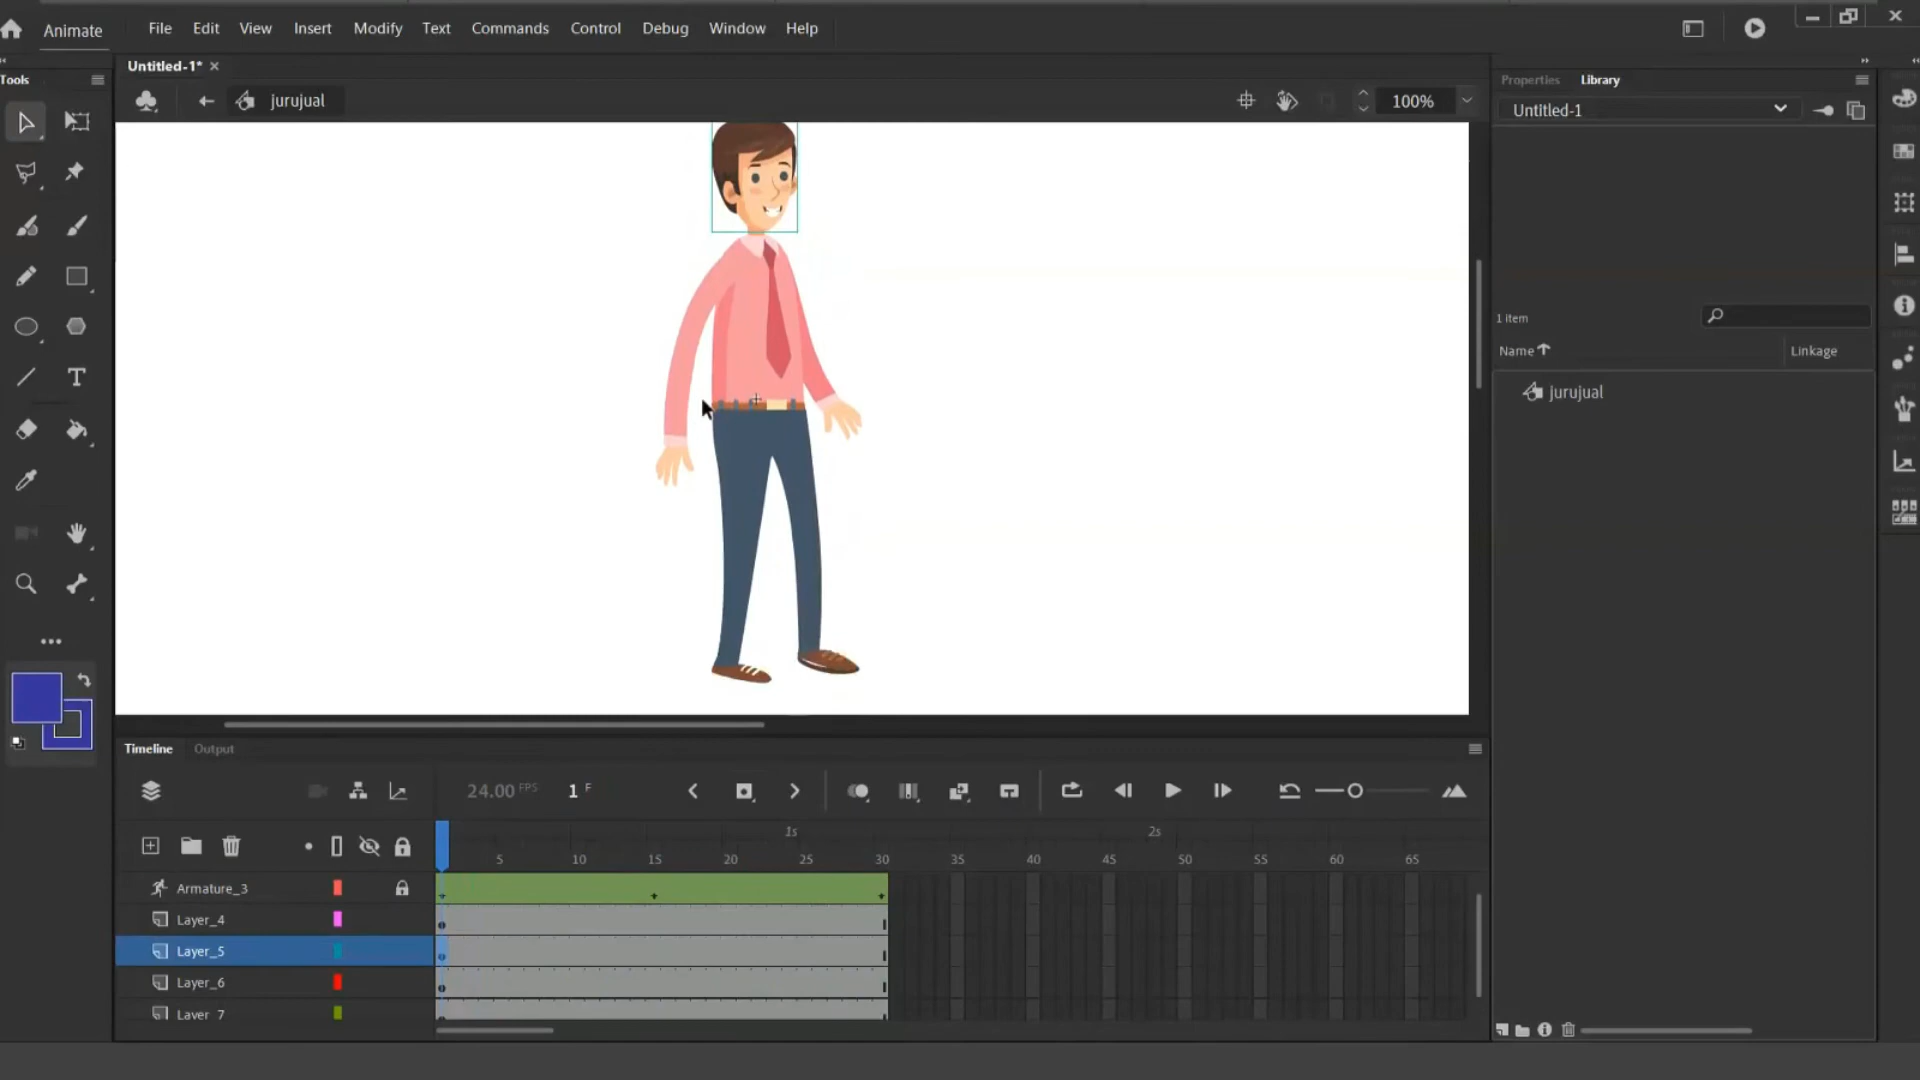 Animate
File Edit View Insert Modify Text Commands Control Debug Window Help
Untitled-1*
Tools
jurujual
100%
Properties Library
Untitled-1
1 item
Name Linkage
jurujual
Timeline Output
24.00 FPS 1 F
1s 2s
5 10 15 20 25 30 35 40 45 50 55 60 65
Armature_3
Layer_4
Layer_5
Layer_6
Layer_7